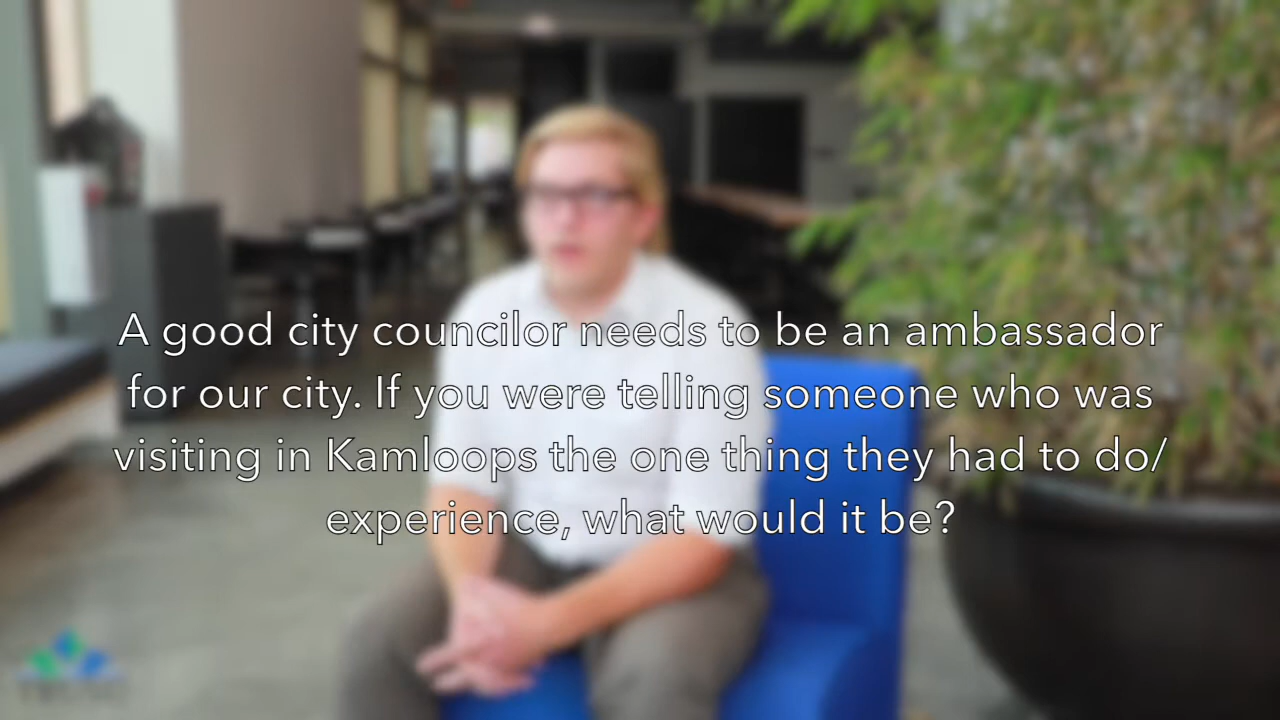 A good city councilor needs to be an ambassador
for our city. If you were telling someone who was
visiting in Kamloops the one thing they had to do/
experience, what would it be?